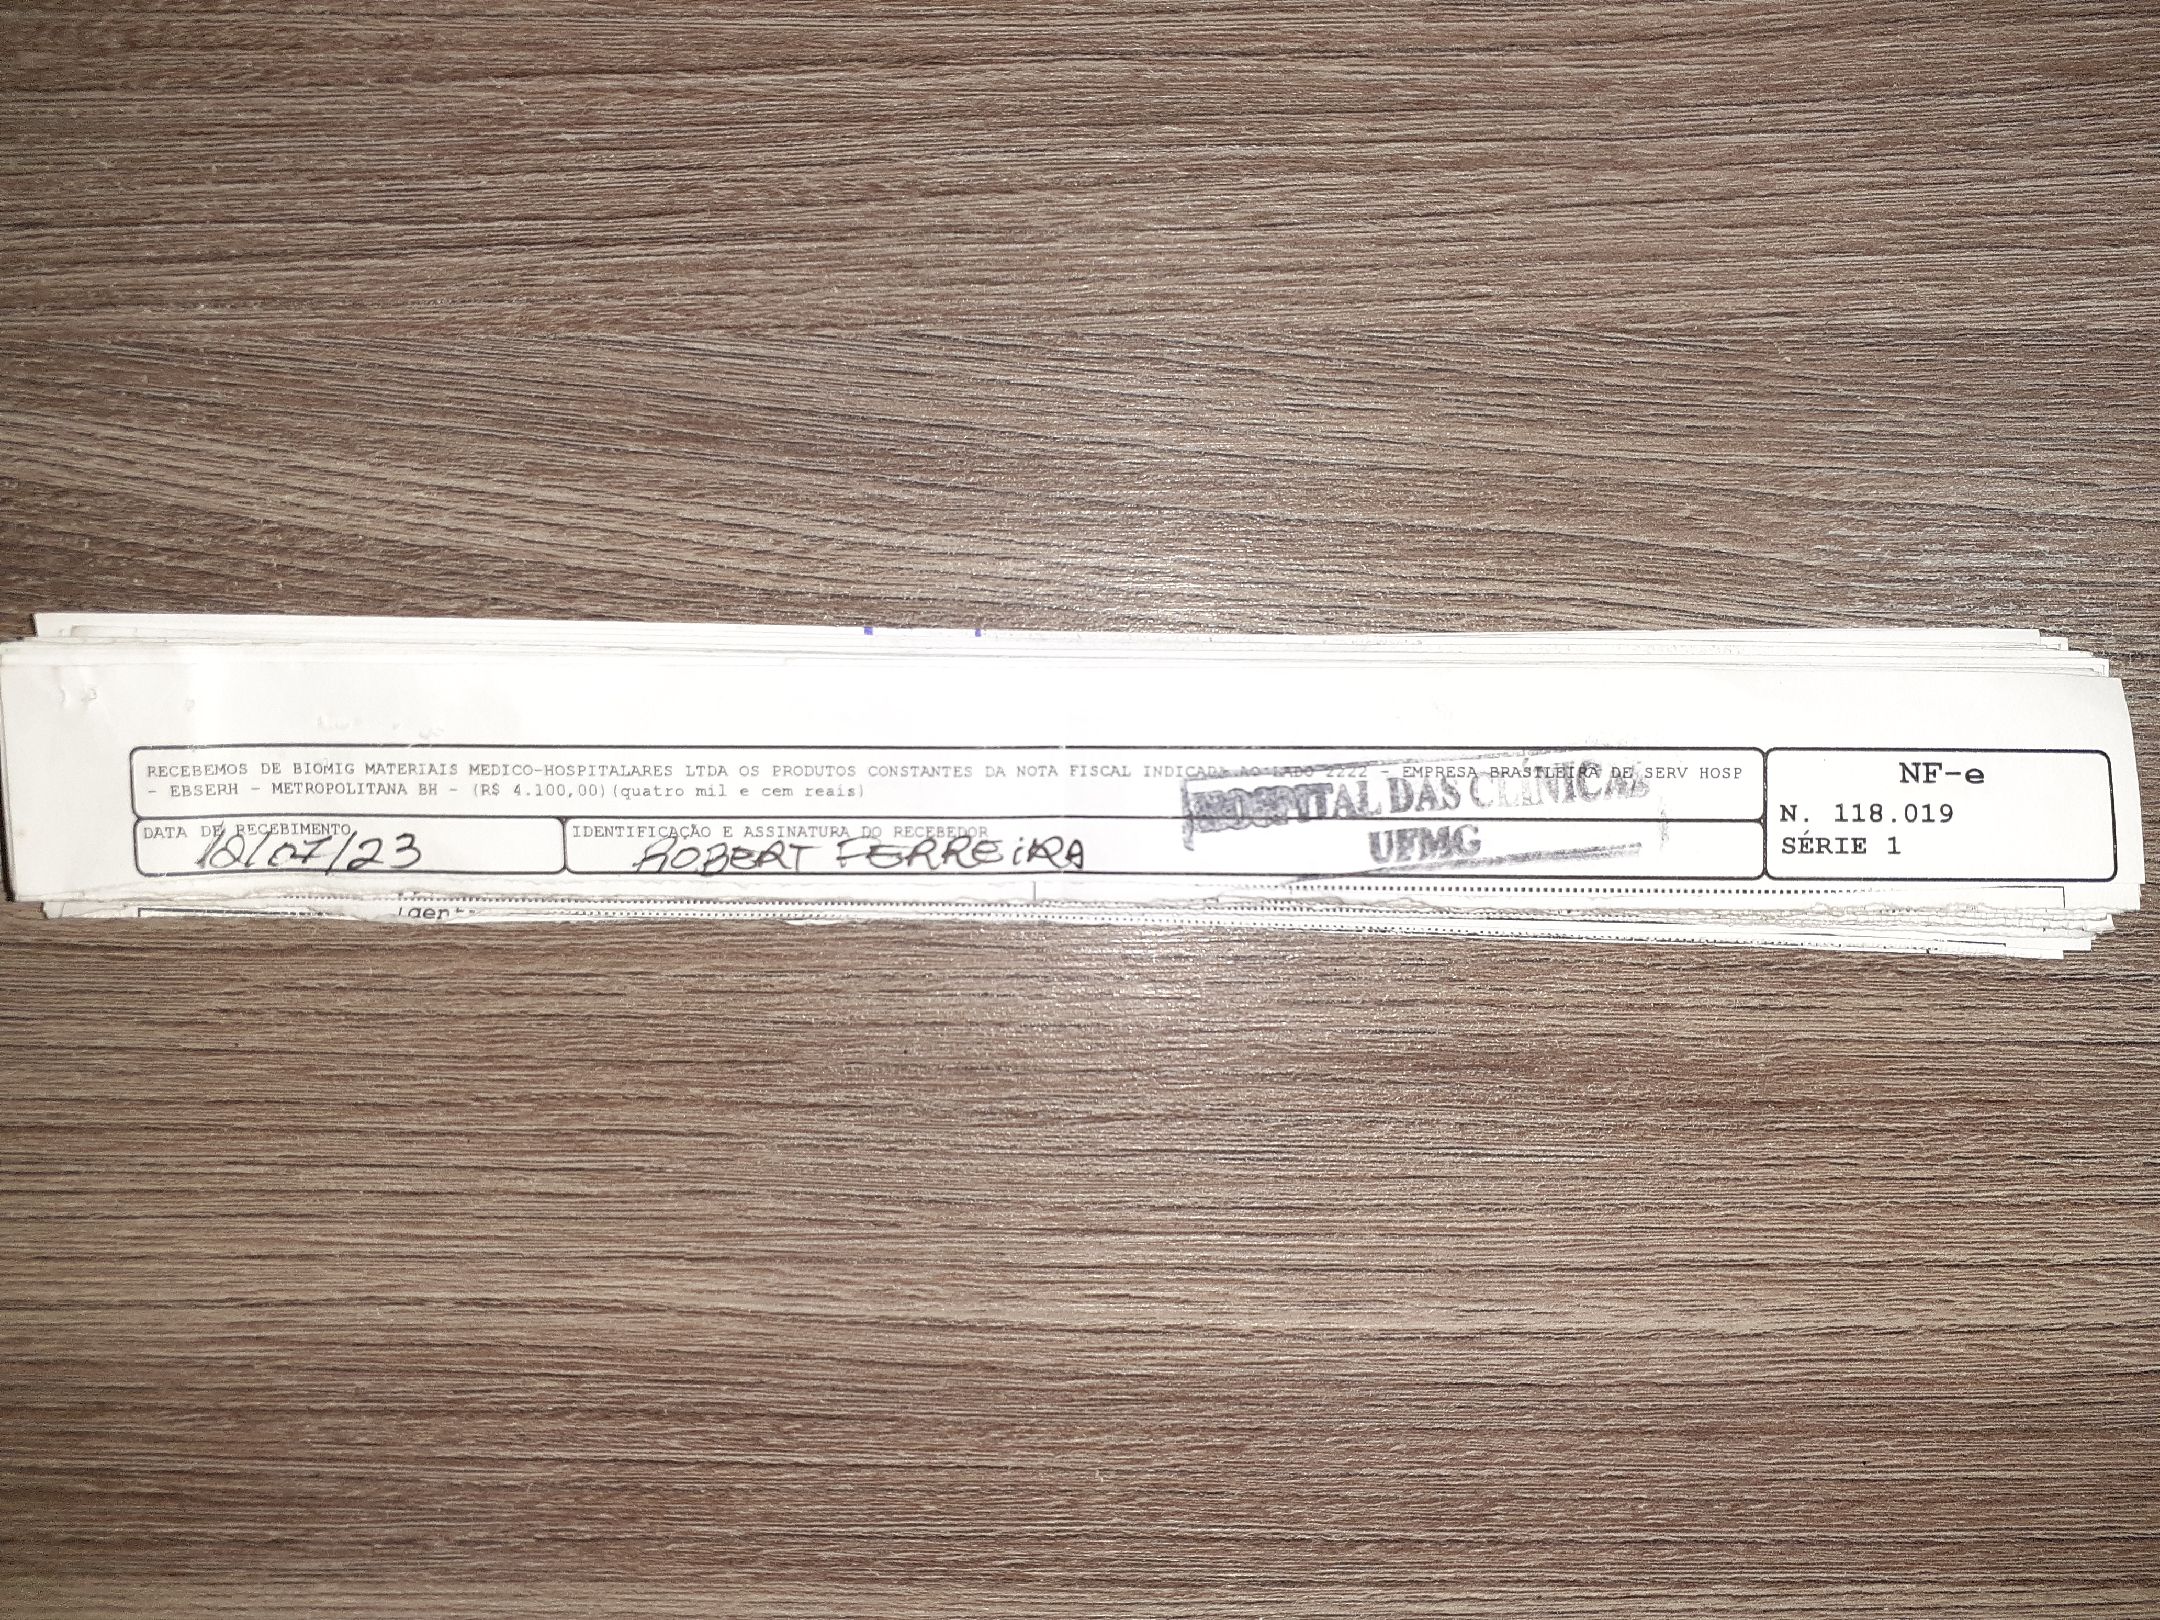 RECEBEMOS DE BIOMIG MATERIAIS MEDICO-HOSPITALARES LTDA OS PRODUTOS CONSTANTES DA NOTA FISCAL INDICADA AO LADO 2222 - EMPRESA BRASILEIRA DE SERV HOSP
- EBSERH - METROPOLITANA BH - (R$ 4.100,00)(quatro mil e cem reais)
HOSPITAL DAS CLÍNICAS
UFMG
DATA DE RECEBIMENTO
/07/23
IDENTIFICAÇÃO E ASSINATURA DO RECEBEDOR
ROBERT FERREiRA
NF-e
N. 118.019
SÉRIE 1